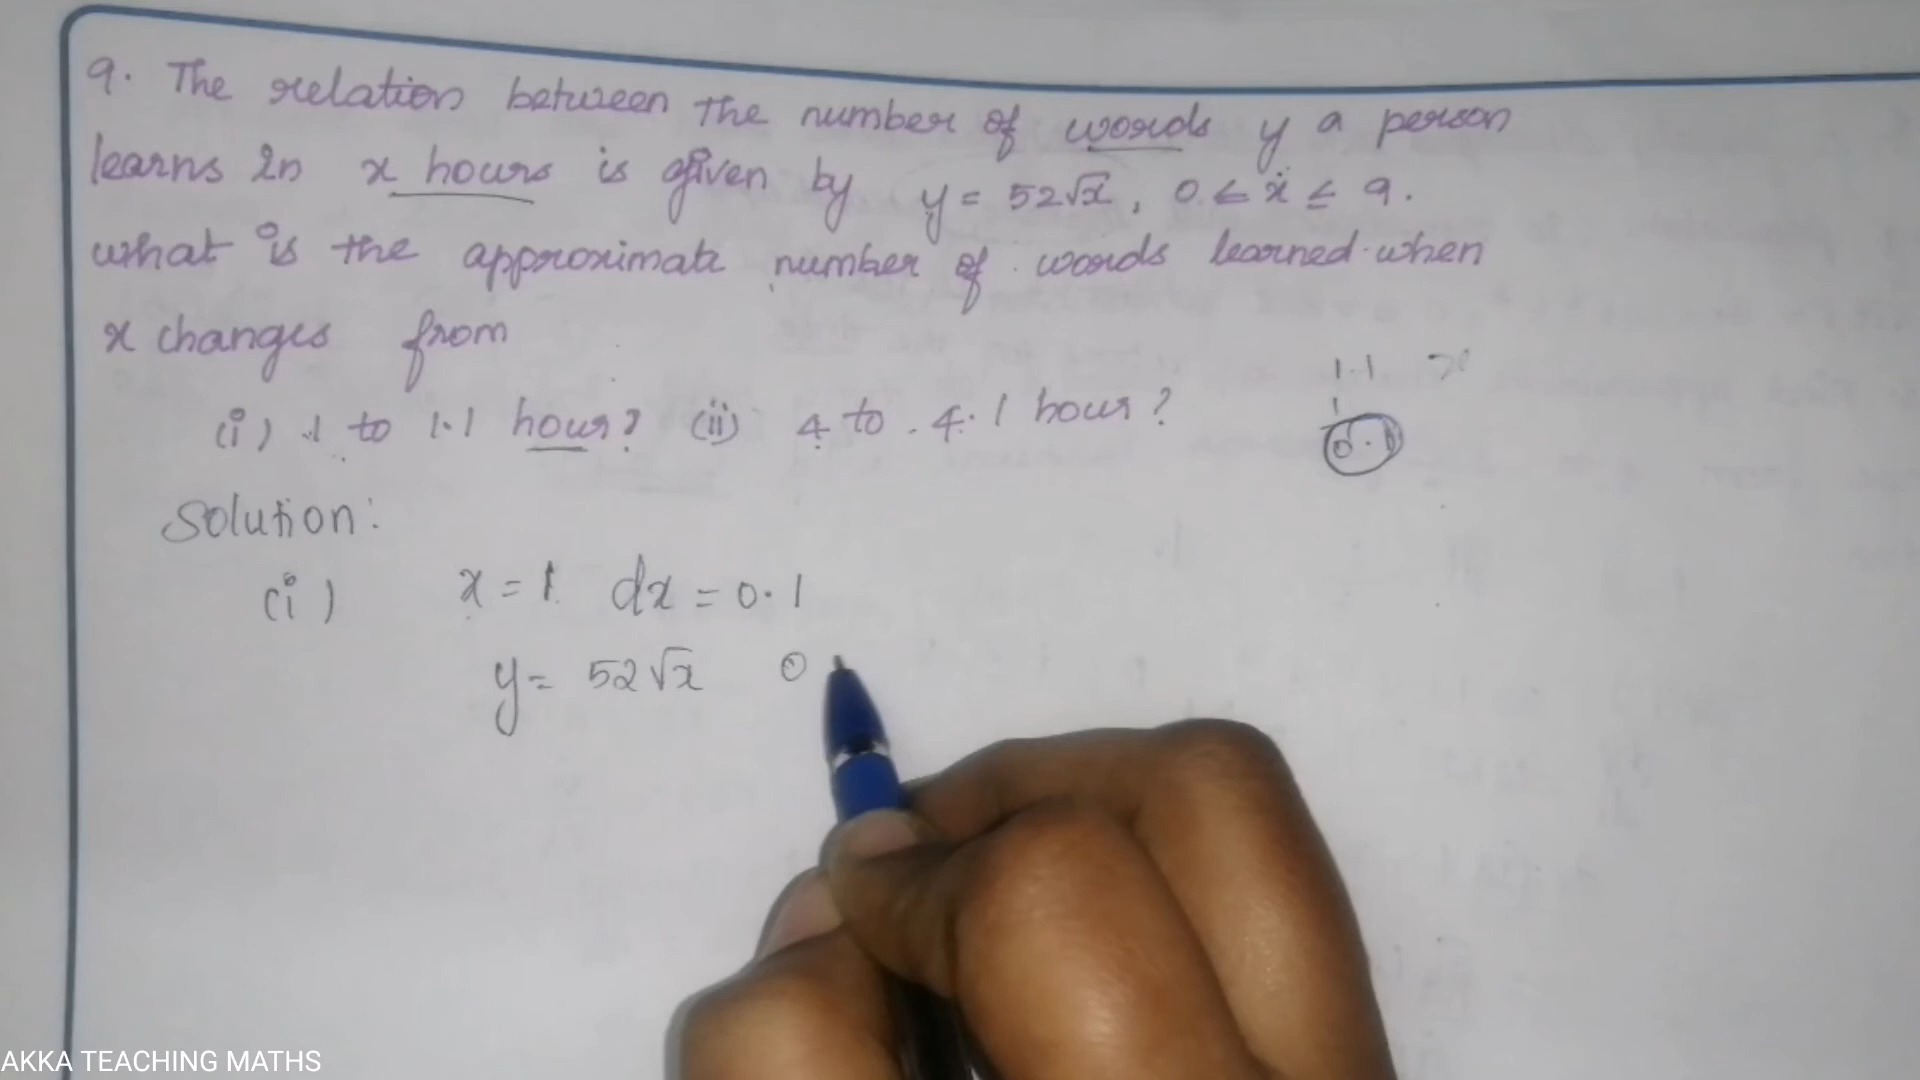 9. The relation between the number of words y a person
learns in x hours is given by y = 52√x, 0 ≤ x ≤ 9.
what is the approximate number of words learned when
x changes from
(i) 1 to 1.1 hour? (ii) 4 to 4.1 hour?
1.1
1
0.1
Solution:
(i) x = 1 dx = 0.1
y = 52√x 0
AKKA TEACHING MATHS